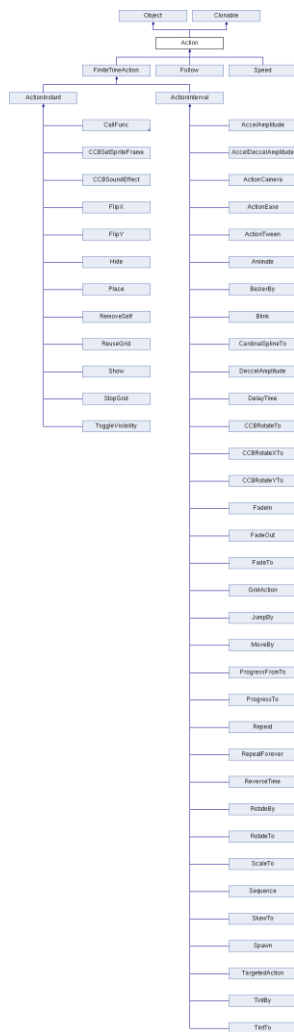 Object Clonable
Action
FiniteTimeAction Follow Speed
ActionInstant ActionInterval
CallFunc AccelAmplitude
CCBSetSpriteFrame AccelDeccelAmplitude
CCBSoundEffect ActionCamera
FlipX ActionEase
FlipY ActionTween
Hide Animate
Place BezierBy
RemoveSelf Blink
ReuseGrid CardinalSplineTo
Show DeccelAmplitude
StopGrid DelayTime
ToggleVisibility CCBRotateTo
CCBRotateXTo
CCBRotateYTo
FadeIn
FadeOut
FadeTo
GridAction
JumpBy
MoveBy
ProgressFromTo
ProgressTo
Repeat
RepeatForever
ReverseTime
RotateBy
RotateTo
ScaleTo
Sequence
SkewTo
Spawn
TargetedAction
TintBy
TintTo